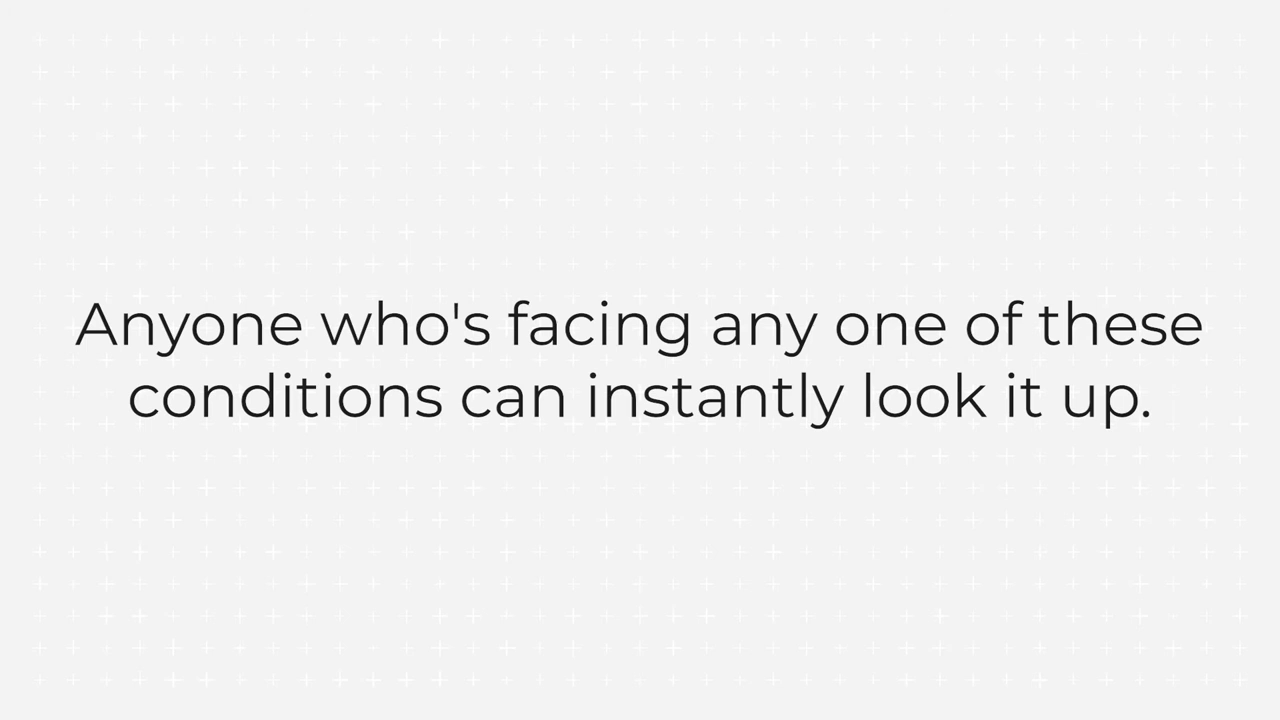 Anyone who's facing any one of these
conditions can instantly look it up.